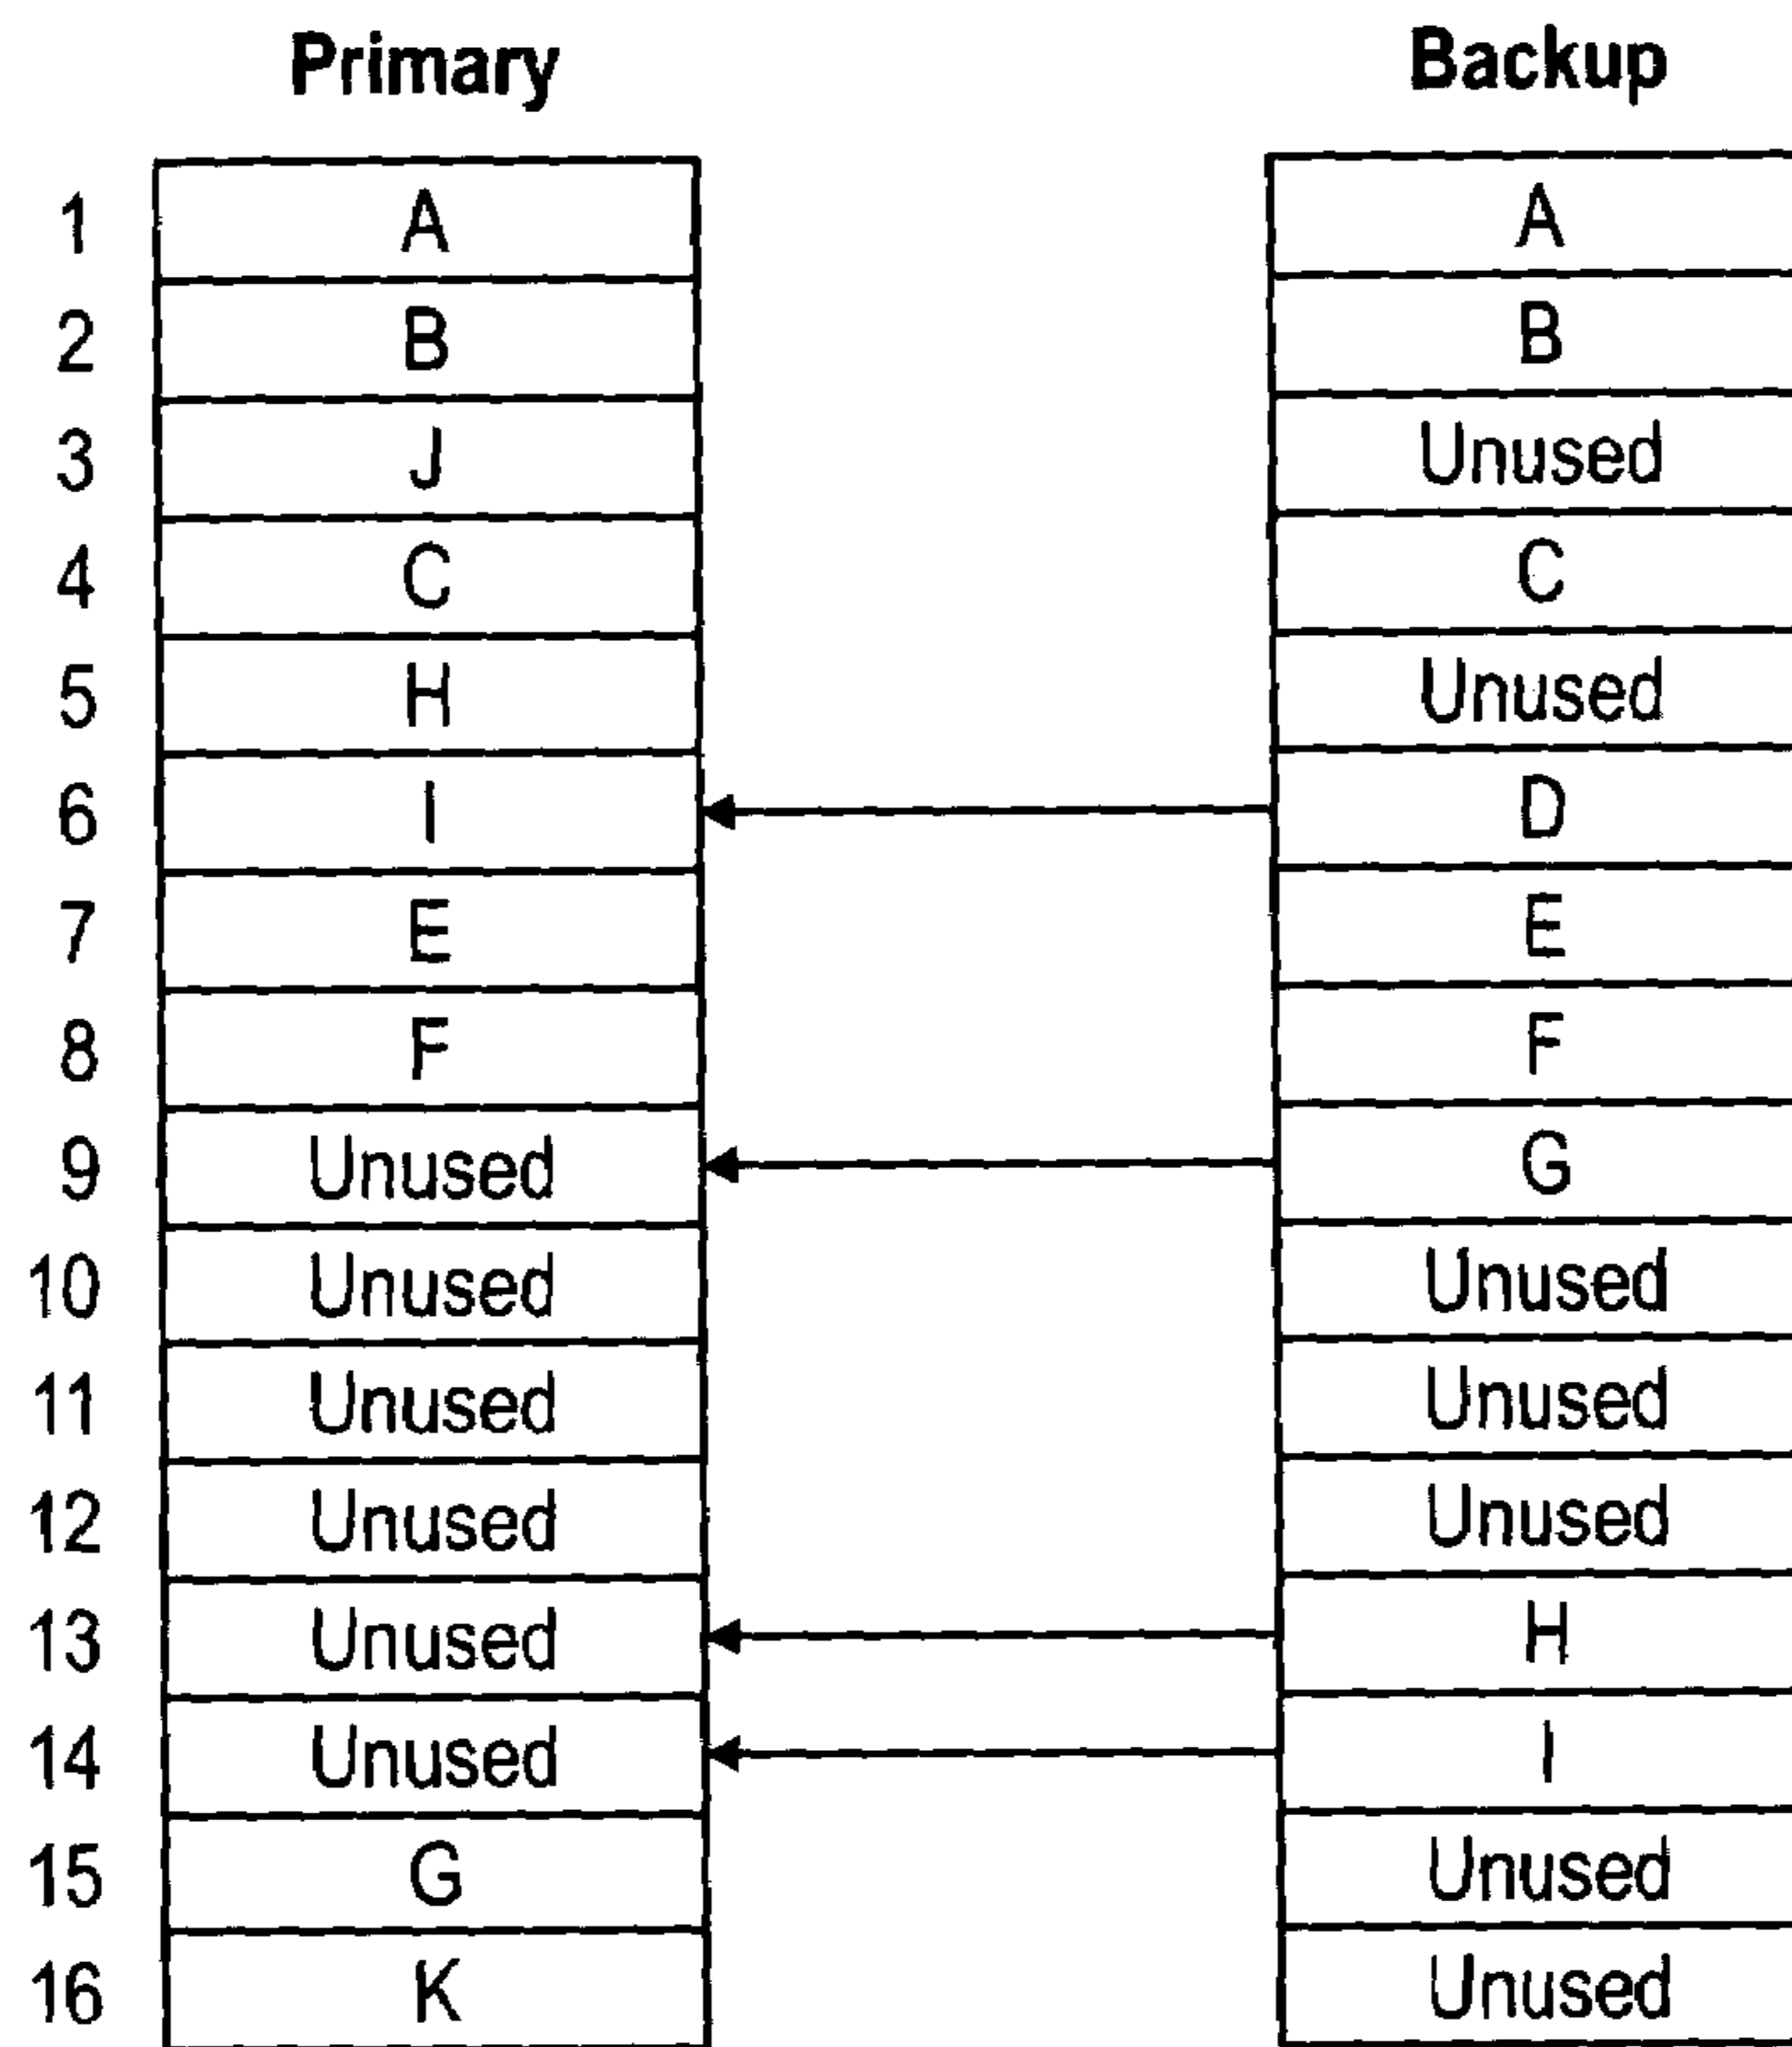 Primary Backup
1 A A
2 B B
3 J Unused
4 C C
5 H Unused
6 I D
7 E E
8 F F
9 Unused G
10 Unused Unused
11 Unused Unused
12 Unused Unused
13 Unused H
14 Unused I
15 G Unused
16 K Unused